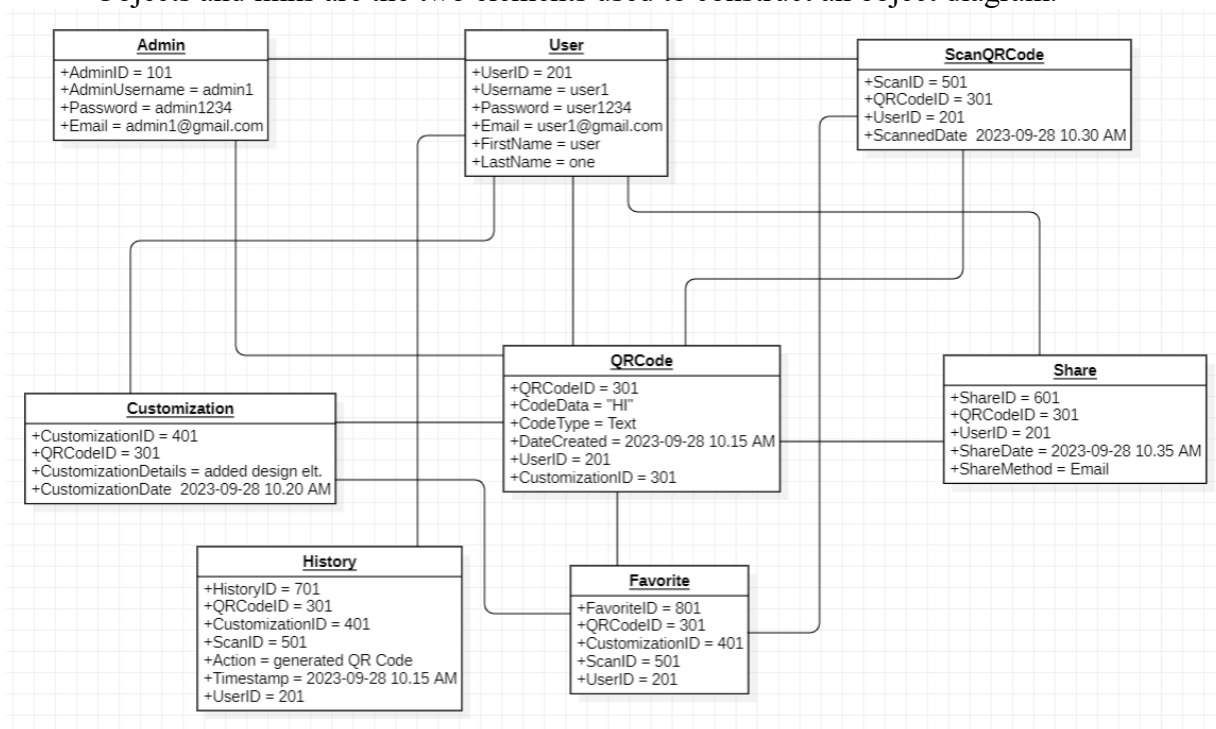 Objects and links are the two elements used to construct an object diagram.
Admin
+AdminID = 101
+AdminUsername = admin1
+Password = admin1234
+Email = admin1@gmail.com
User
+UserID = 201
+Username = user1
+Password = user1234
+Email = user1@gmail.com
+FirstName = user
+LastName = one
ScanQRCode
+ScanID = 501
+QRCodeID = 301
+UserID = 201
+ScannedDate 2023-09-28 10.30 AM
QRCode
+QRCodeID = 301
+CodeData = "HI"
+CodeType = Text
+DateCreated = 2023-09-28 10.15 AM
+UserID = 201
+CustomizationID = 301
Share
+ShareID = 601
+QRCodeID = 301
+UserID = 201
+ShareDate = 2023-09-28 10.35 AM
+ShareMethod = Email
Customization
+CustomizationID = 401
+QRCodeID = 301
+CustomizationDetails = added design elt.
+CustomizationDate 2023-09-28 10.20 AM
History
+HistoryID = 701
+QRCodeID = 301
+CustomizationID = 401
+ScanID = 501
+Action = generated QR Code
+Timestamp = 2023-09-28 10.15 AM
+UserID = 201
Favorite
+FavoriteID = 801
+QRCodeID = 301
+CustomizationID = 401
+ScanID = 501
+UserID = 201